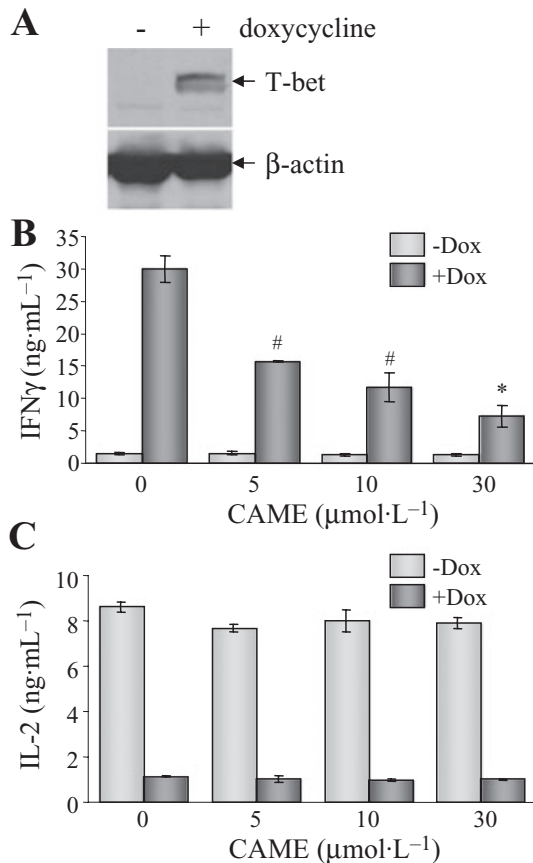 A
- + doxycycline
T-bet
β-actin
B
35
30
25
20
15
10
5
0
IFNγ (ng·mL⁻¹)
-Dox
+Dox
#
#
*
0 5 10 30
CAME (μmol·L⁻¹)
C
10
8
6
4
2
0
IL-2 (ng·mL⁻¹)
-Dox
+Dox
0 5 10 30
CAME (μmol·L⁻¹)